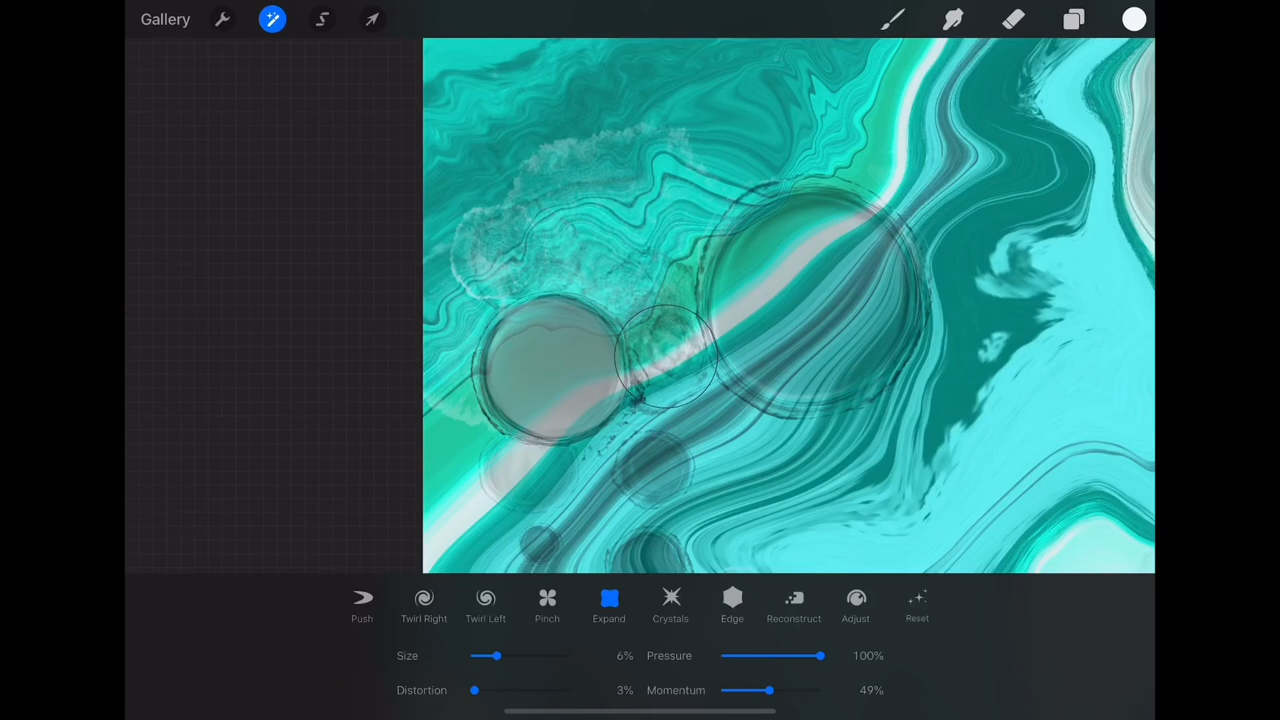 Gallery
Push Twirl Right Twirl Left Pinch Expand Crystals Edge Reconstruct Adjust Reset
Size 6% Pressure 100%
Distortion 3% Momentum 49%